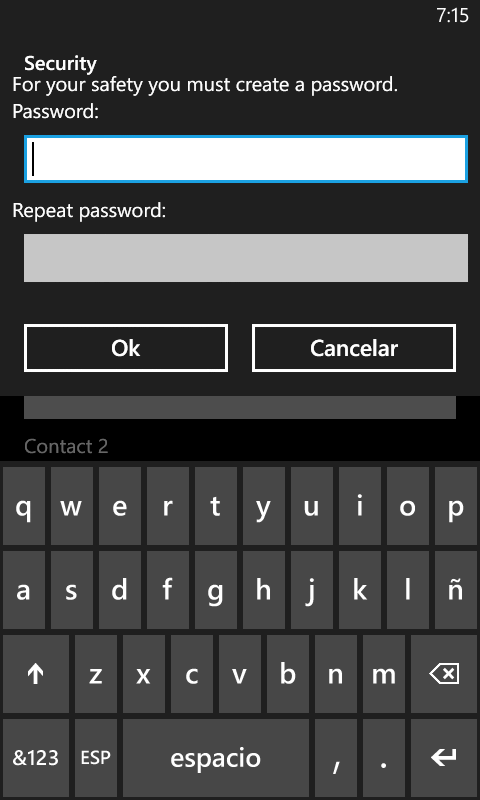 7:15
Security
For your safety you must create a password.
Password:
Repeat password:
Ok Cancelar
Contact 2
q w e r t y u i o p
a s d f g h j k l ñ
z x c v b n m
&123 ESP espacio , .